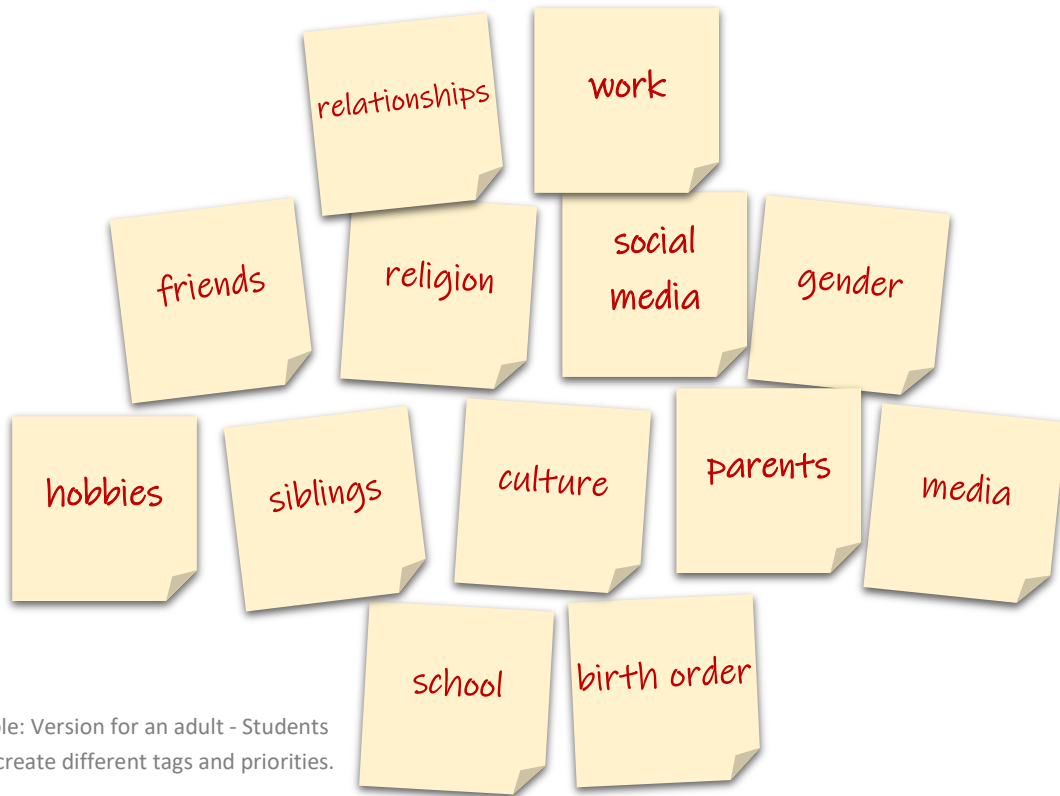 relationships
work
friends
religion
social
media
gender
hobbies
siblings
culture
parents
media
school
birth order
le: Version for an adult - Students
create different tags and priorities.